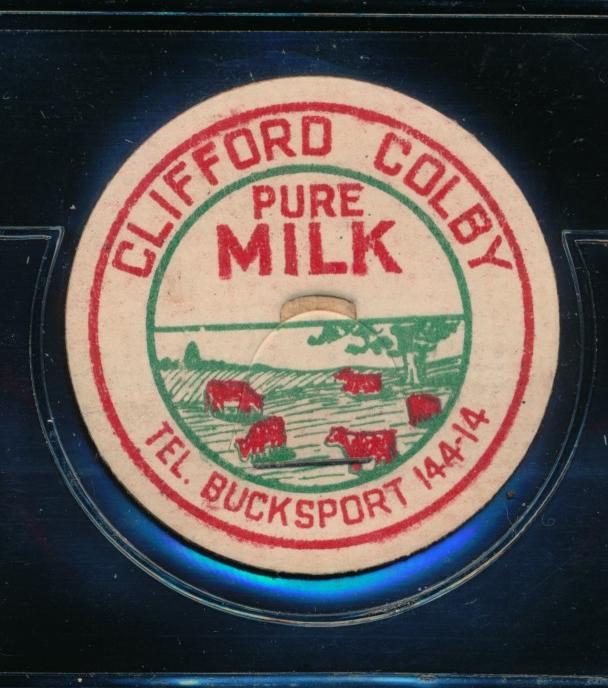 CLIFFORD COLBY
PURE
MILK
TEL. BUCKSPORT 144-14